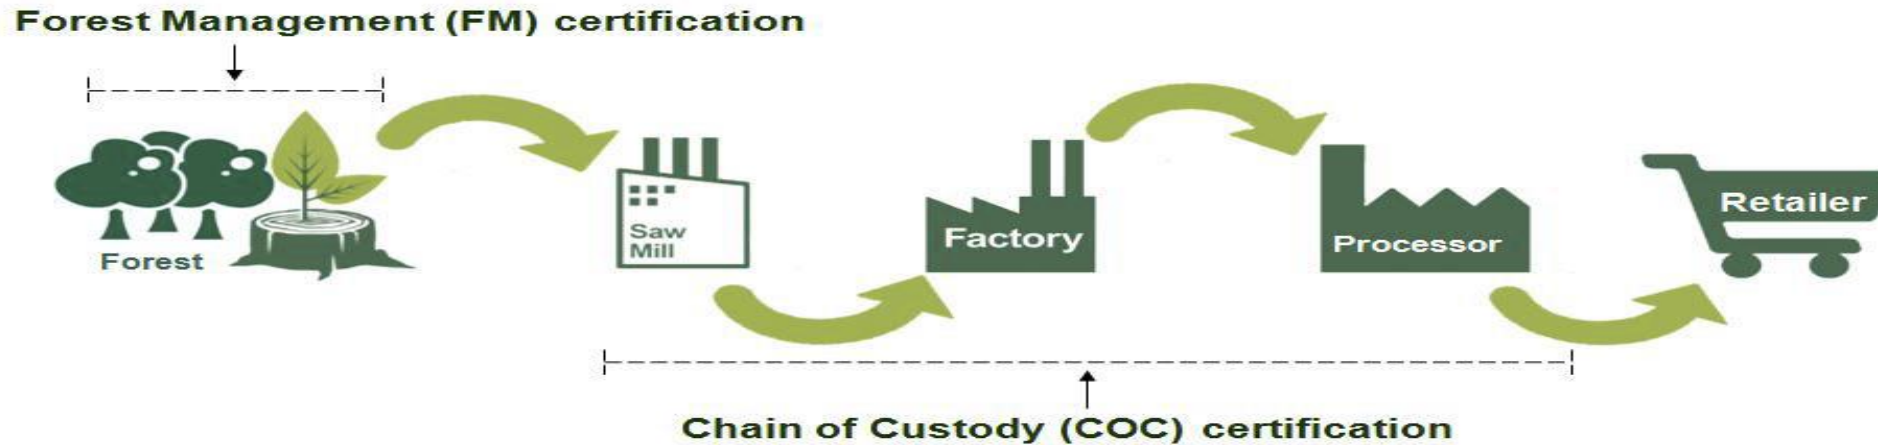 Forest Management (FM) certification
Forest
Saw
Mill
Factory
Processor
Retailer
Chain of Custody (COC) certification